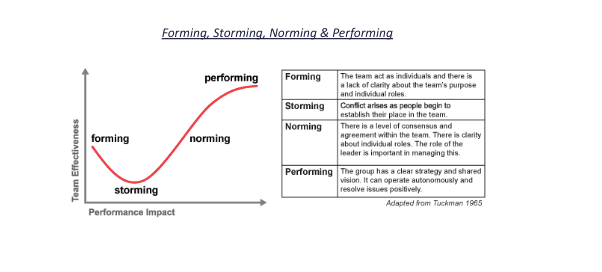 Forming, Storming, Norming & Performing
performing
forming
norming
storming
Team Effectiveness
Performance Impact
Forming
The team act as individuals and there is
a lack of clarity about the team's purpose
and individual roles.
Storming
Conflict arises as people begin to
establish their place in the team.
Norming
There is a level of consensus and
agreement within the team. There is clarity
about individual roles. The role of the
leader is important in managing this.
Performing
The group has a clear strategy and shared
vision. It can operate autonomously and
resolve issues positively.
Adapted from Tuckman 1965